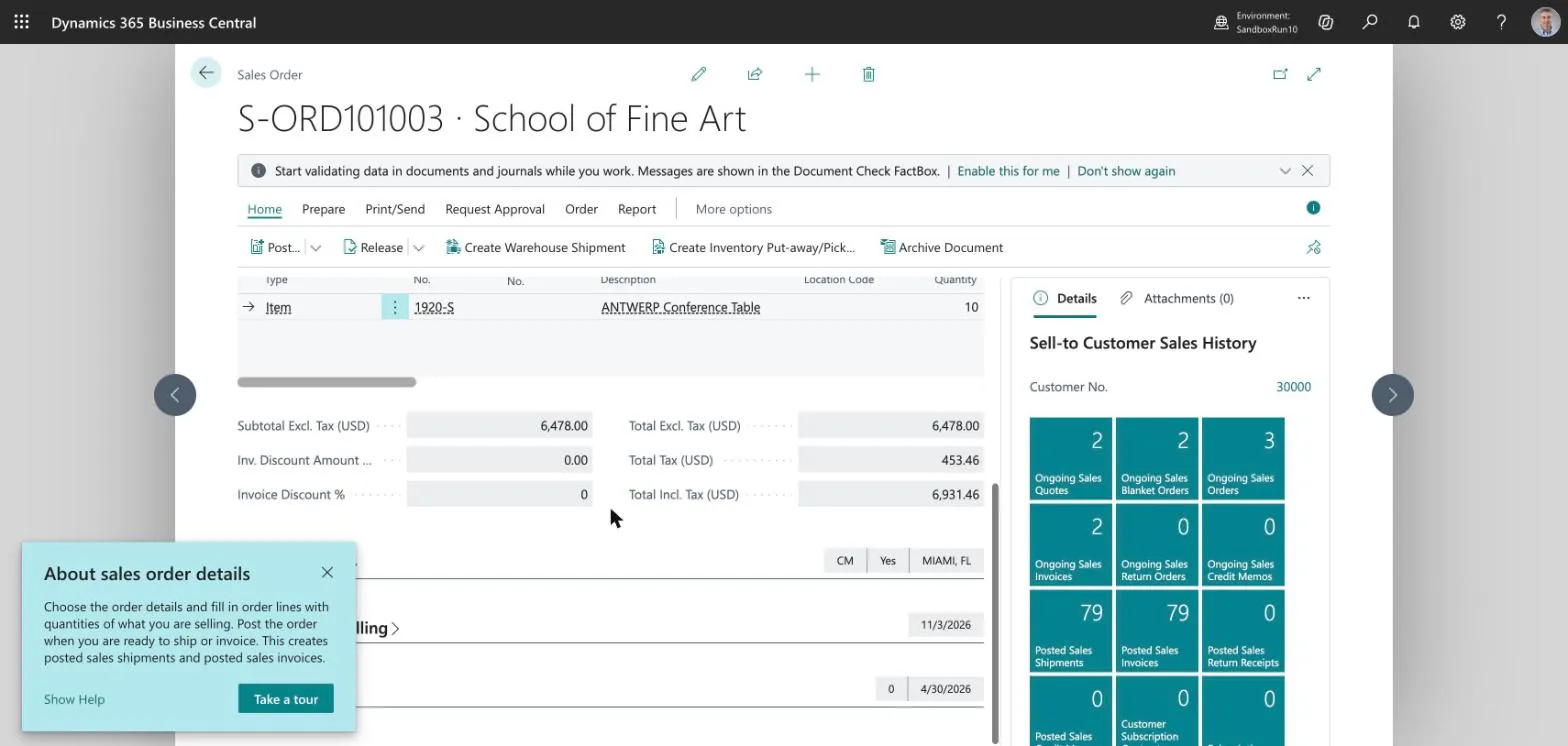 Dynamics 365 Business Central
Environment:
SandboxRun10
Sales Order
S-ORD101003 · School of Fine Art
Start validating data in documents and journals while you work. Messages are shown in the Document Check FactBox. | Enable this for me | Don't show again
Home Prepare Print/Send Request Approval Order Report More options
Post... Release Create Warehouse Shipment Create Inventory Put-away/Pick... Archive Document
Type No. No. Description Location Code Quantity
Item 1920-S ANTWERP Conference Table 10
Subtotal Excl. Tax (USD) 6,478.00 Total Excl. Tax (USD) 6,478.00
Inv. Discount Amount ... 0.00 Total Tax (USD) 453.46
Invoice Discount % 0 Total Incl. Tax (USD) 6,931.46
CM Yes MIAMI, FL
lling 11/3/2026
0 4/30/2026
About sales order details
Choose the order details and fill in order lines with
quantities of what you are selling. Post the order
when you are ready to ship or invoice. This creates
posted sales shipments and posted sales invoices.
Show Help Take a tour
Details Attachments (0)
Sell-to Customer Sales History
Customer No. 30000
2 2 3
Ongoing Sales Ongoing Sales Ongoing Sales
Quotes Blanket Orders Orders
2 0 0
Ongoing Sales Ongoing Sales Ongoing Sales
Invoices Return Orders Credit Memos
79 79 0
Posted Sales Posted Sales Posted Sales
Shipments Invoices Return Receipts
0 0 0
Customer
Posted Sales Subscription